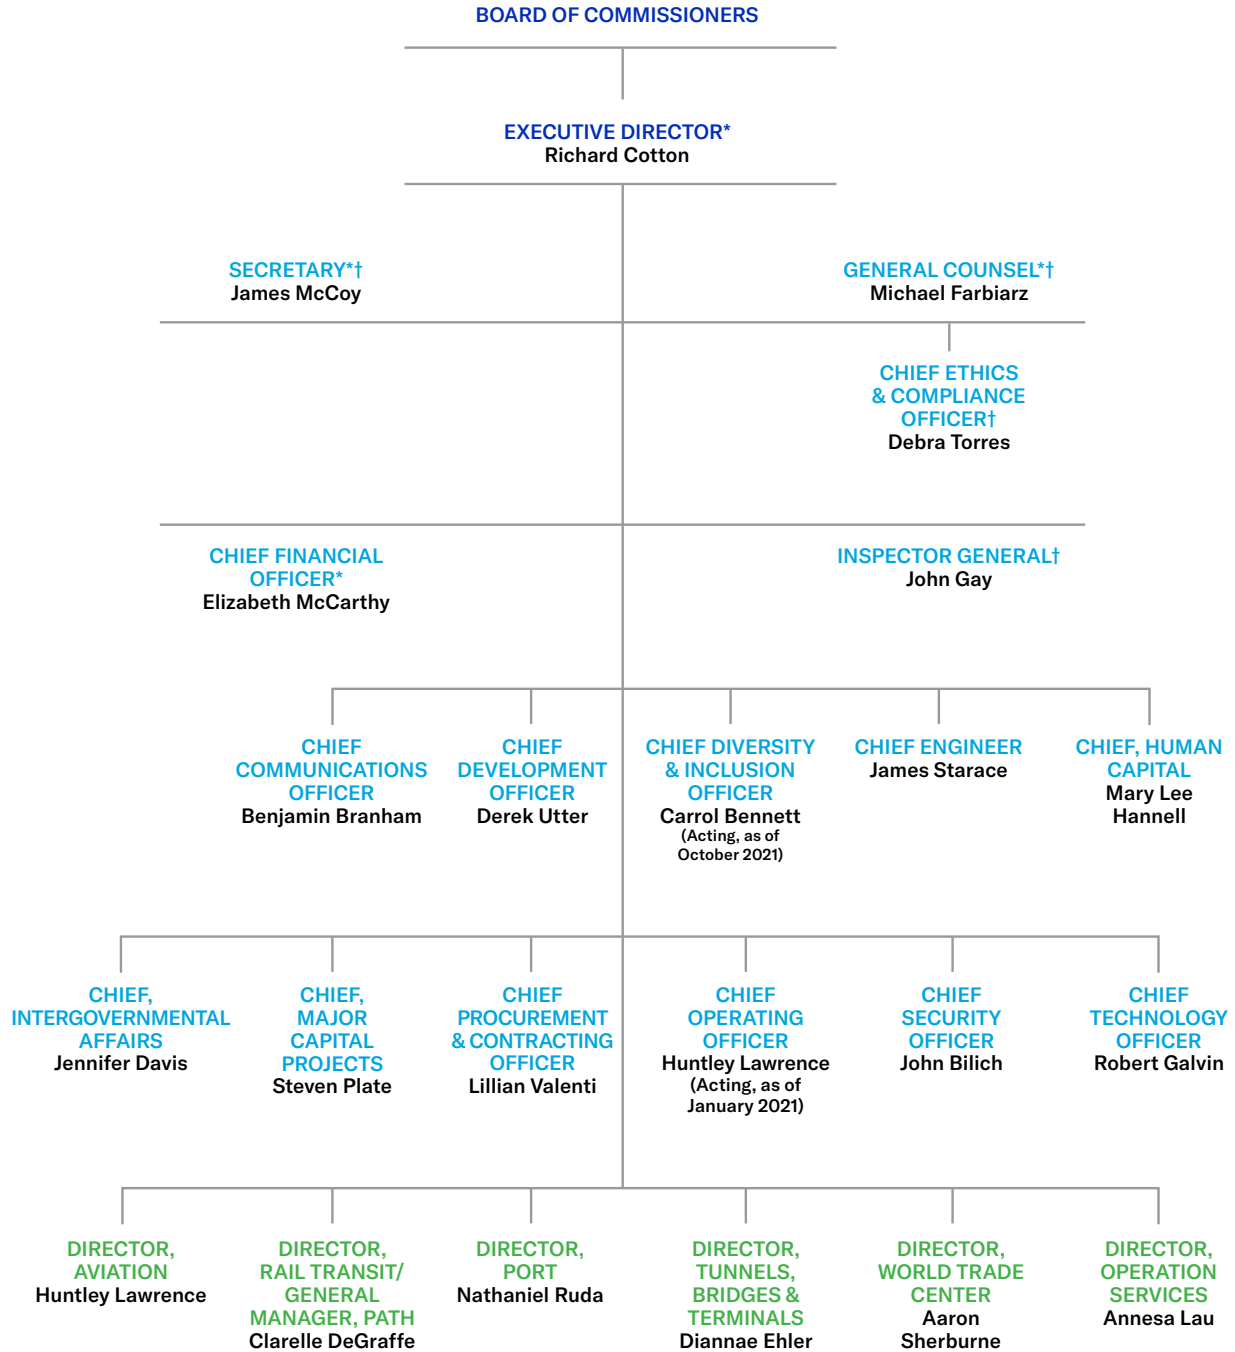 BOARD OF COMMISSIONERS
EXECUTIVE DIRECTOR*
Richard Cotton
SECRETARY*†
James McCoy
GENERAL COUNSEL*†
Michael Farbiarz
CHIEF ETHICS
& COMPLIANCE
OFFICER†
Debra Torres
CHIEF FINANCIAL
OFFICER*
Elizabeth McCarthy
INSPECTOR GENERAL†
John Gay
CHIEF
COMMUNICATIONS
OFFICER
Benjamin Branham
CHIEF
DEVELOPMENT
OFFICER
Derek Utter
CHIEF DIVERSITY
& INCLUSION
OFFICER
Carrol Bennett
(Acting, as of
October 2021)
CHIEF ENGINEER
James Starace
CHIEF, HUMAN
CAPITAL
Mary Lee
Hannell
CHIEF,
INTERGOVERNMENTAL
AFFAIRS
Jennifer Davis
CHIEF,
MAJOR
CAPITAL
PROJECTS
Steven Plate
CHIEF
PROCUREMENT
& CONTRACTING
OFFICER
Lillian Valenti
CHIEF
OPERATING
OFFICER
Huntley Lawrence
(Acting, as of
January 2021)
CHIEF
SECURITY
OFFICER
John Bilich
CHIEF
TECHNOLOGY
OFFICER
Robert Galvin
DIRECTOR,
AVIATION
Huntley Lawrence
DIRECTOR,
RAIL TRANSIT/
GENERAL
MANAGER, PATH
Clarelle DeGraffe
DIRECTOR,
PORT
Nathaniel Ruda
DIRECTOR,
TUNNELS,
BRIDGES &
TERMINALS
Diannae Ehler
DIRECTOR,
WORLD TRADE
CENTER
Aaron
Sherburne
DIRECTOR,
OPERATION
SERVICES
Annesa Lau